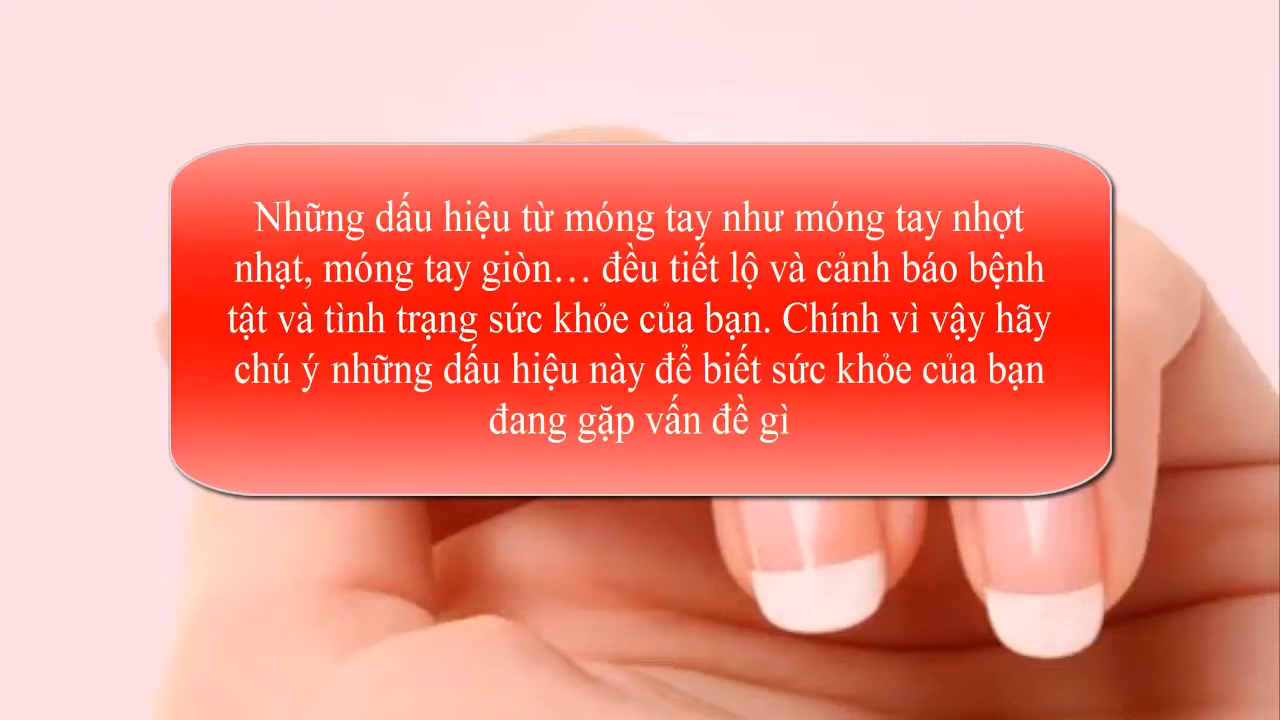 Những dấu hiệu từ móng tay như móng tay nhợt
nhạt, móng tay giòn… đều tiết lộ và cảnh báo bệnh
tật và tình trạng sức khỏe của bạn. Chính vì vậy hãy
chú ý những dấu hiệu này để biết sức khỏe của bạn
đang gặp vấn đề gì